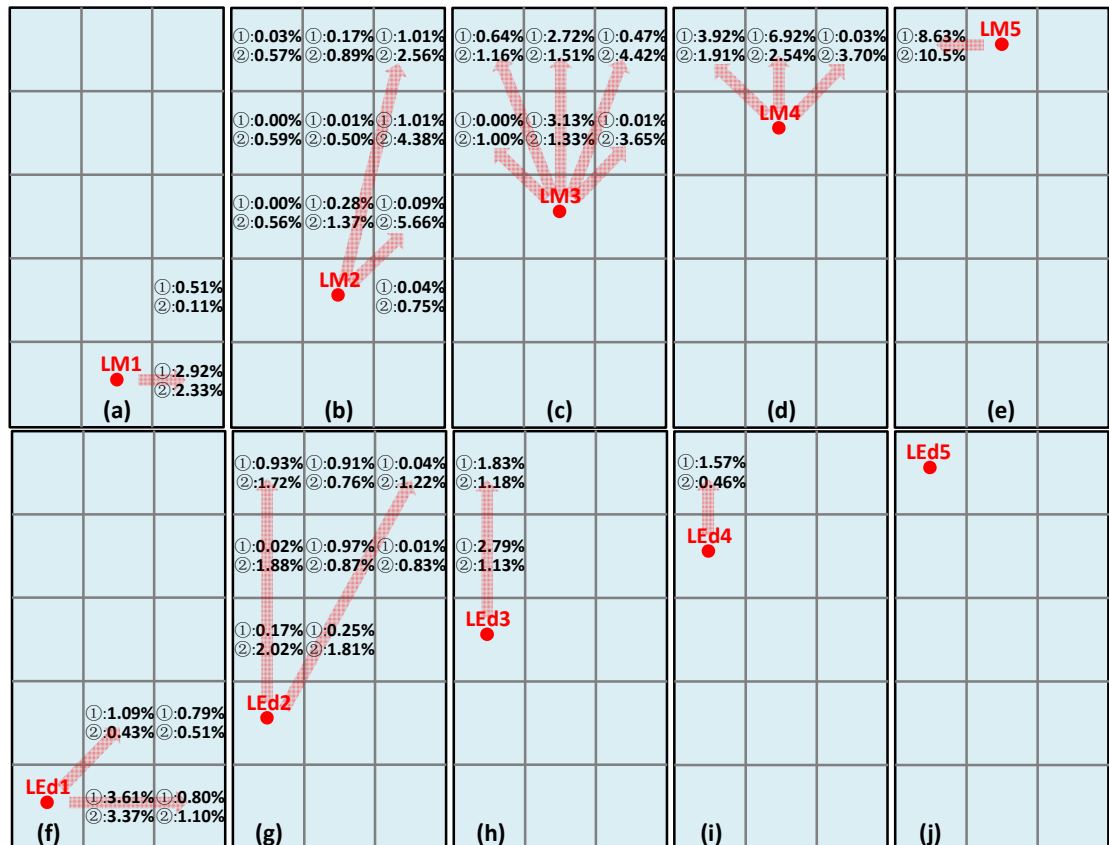 ①:0.03% ①:0.17% ①:1.01% ①:0.64% ①:2.72% ①:0.47% ①:3.92% ①:6.92% ①:0.03% ①:8.63% LM5
②:0.57% ②:0.89% ②:2.56% ②:1.16% ②:1.51% ②:4.42% ②:1.91% ②:2.54% ②:3.70% ②:10.5%
①:0.00% ①:0.01% ①:1.01% ①:0.00% ①:3.13% ①:0.01% LM4
②:0.59% ②:0.50% ②:4.38% ②:1.00% ②:1.33% ②:3.65%
①:0.00% ①:0.28% ①:0.09% LM3
②:0.56% ②:1.37% ②:5.66%
①:0.51% LM2 ①:0.04%
②:0.11% ②:0.75%
LM1 ①:2.92%
②:2.33%
(a) (b) (c) (d) (e)
①:0.93% ①:0.91% ①:0.04% ①:1.83% ①:1.57% LEd5
②:1.72% ②:0.76% ②:1.22% ②:1.18% ②:0.46%
①:0.02% ①:0.97% ①:0.01% ①:2.79% LEd4
②:1.88% ②:0.87% ②:0.83% ②:1.13%
①:0.17% ①:0.25% LEd3
②:2.02% ②:1.81%
①:1.09% ①:0.79% LEd2
②:0.43% ②:0.51%
LEd1 ①:3.61% ①:0.80%
②:3.37% ②:1.10%
(f) (g) (h) (i) (j)